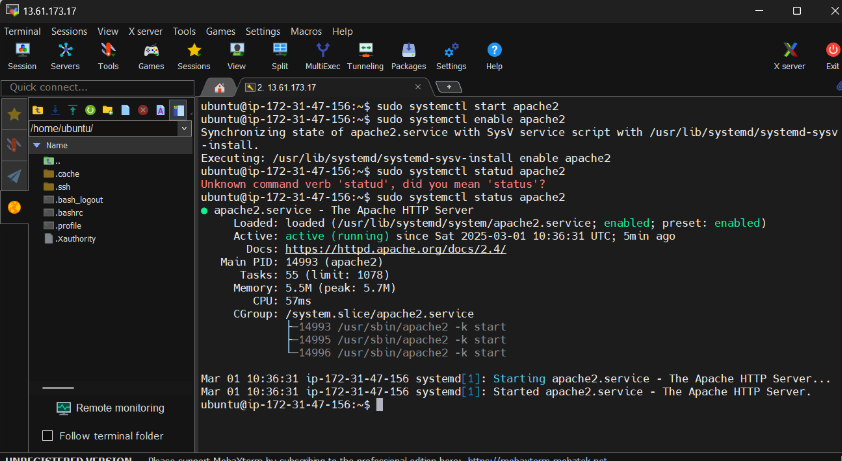 13.61.173.17
Terminal Sessions View X server Tools Games Settings Macros Help
Session Servers Tools Games Sessions View Split MultiExec Tunneling Packages Settings Help X server Exit
Quick connect...
2. 13.61.173.17
/home/ubuntu/
Name
..
.cache
.ssh
.bash_logout
.bashrc
.profile
.Xauthority
Remote monitoring
Follow terminal folder
ubuntu@ip-172-31-47-156:~$ sudo systemctl start apache2
ubuntu@ip-172-31-47-156:~$ sudo systemctl enable apache2
Synchronizing state of apache2.service with SysV service script with /usr/lib/systemd/systemd-sysv
-install.
Executing: /usr/lib/systemd/systemd-sysv-install enable apache2
ubuntu@ip-172-31-47-156:~$ sudo systemctl statud apache2
Unknown command verb 'statud', did you mean 'status'?
ubuntu@ip-172-31-47-156:~$ sudo systemctl status apache2
● apache2.service - The Apache HTTP Server
Loaded: loaded (/usr/lib/systemd/system/apache2.service; enabled; preset: enabled)
Active: active (running) since Sat 2025-03-01 10:36:31 UTC; 5min ago
Docs: https://httpd.apache.org/docs/2.4/
Main PID: 14993 (apache2)
Tasks: 55 (limit: 1078)
Memory: 5.5M (peak: 5.7M)
CPU: 57ms
CGroup: /system.slice/apache2.service
├─14993 /usr/sbin/apache2 -k start
├─14995 /usr/sbin/apache2 -k start
└─14996 /usr/sbin/apache2 -k start
Mar 01 10:36:31 ip-172-31-47-156 systemd[1]: Starting apache2.service - The Apache HTTP Server...
Mar 01 10:36:31 ip-172-31-47-156 systemd[1]: Started apache2.service - The Apache HTTP Server.
ubuntu@ip-172-31-47-156:~$
UNREGISTERED VERSION - Please support MobaXterm by subscribing to the professional edition here: https://mobaxterm.mobatek.net